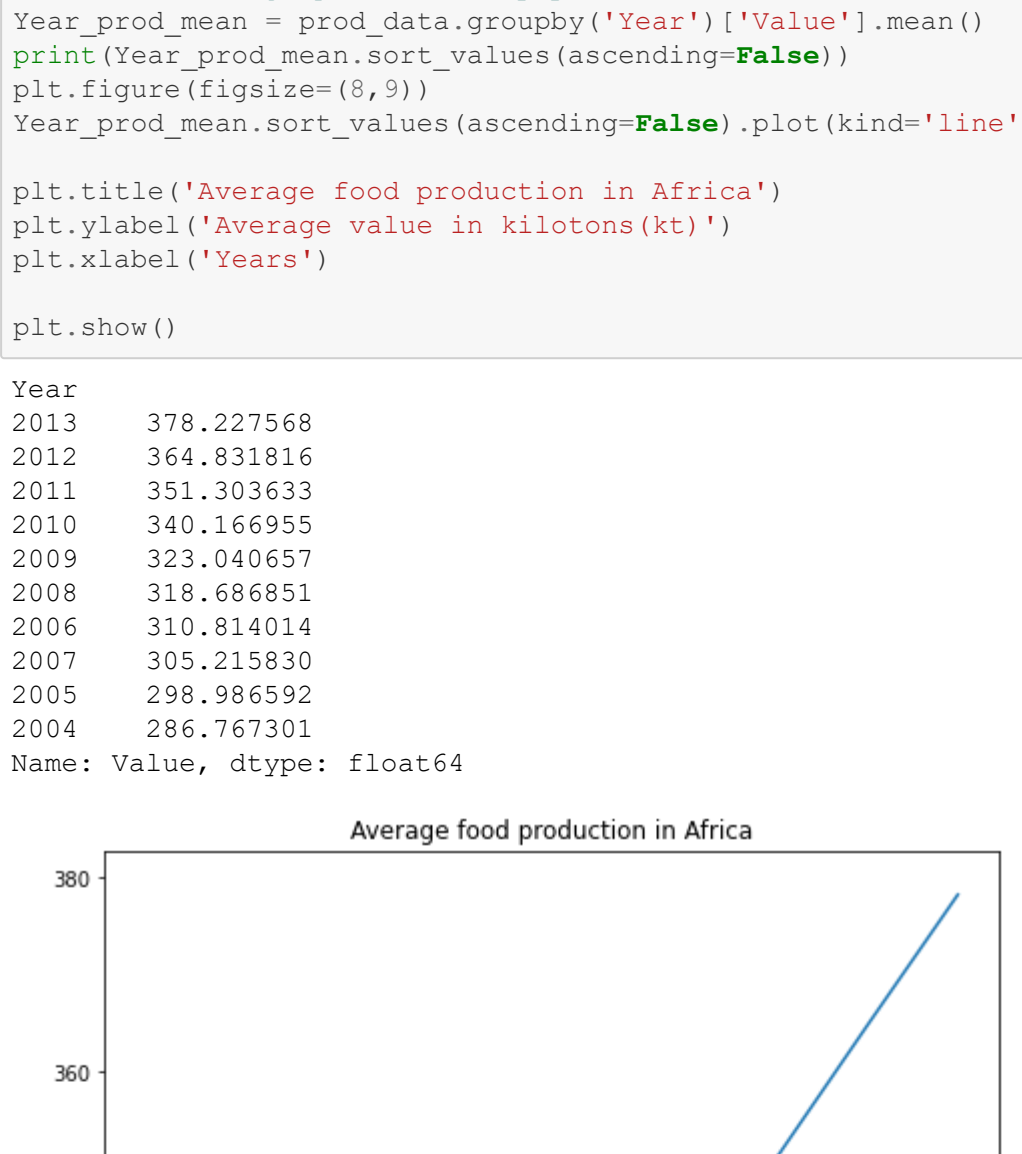 Year_prod_mean = prod_data.groupby('Year')['Value'].mean()
print(Year_prod_mean.sort_values(ascending=False))
plt.figure(figsize=(8,9))
Year_prod_mean.sort_values(ascending=False).plot(kind='line'
plt.title('Average food production in Africa')
plt.ylabel('Average value in kilotons(kt)')
plt.xlabel('Years')
plt.show()
Year
2013 378.227568
2012 364.831816
2011 351.303633
2010 340.166955
2009 323.040657
2008 318.686851
2006 310.814014
2007 305.215830
2005 298.986592
2004 286.767301
Name: Value, dtype: float64
Average food production in Africa
380
360